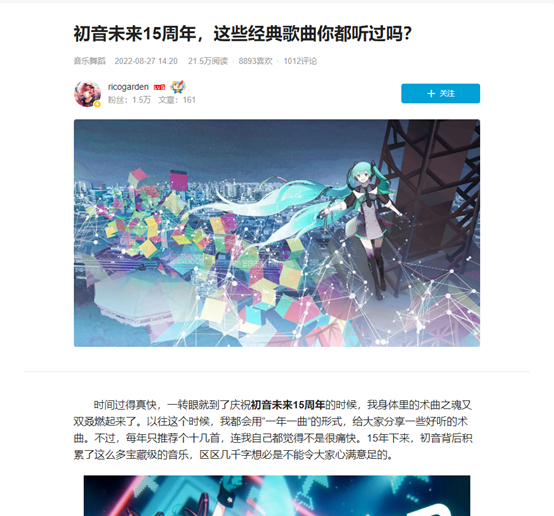 初音未来15周年，这些经典歌曲你都听过吗？
音乐舞蹈 2022-08-27 14:20 21.5万阅读 · 8893喜欢 · 1012评论
ricogarden LV5
粉丝：1.5万 文章：161
+ 关注
时间过得真快，一转眼就到了庆祝初音未来15周年的时候，我身体里的术曲之魂又
双叒燃起来了。以往这个时候，我都会用“一年一曲”的形式，给大家分享一些好听的术
曲。不过，每年只推荐个十几首，连我自己都觉得不是很痛快。15年下来，初音背后积
累了这么多宝藏级的音乐，区区几千字想必是不能令大家心满意足的。